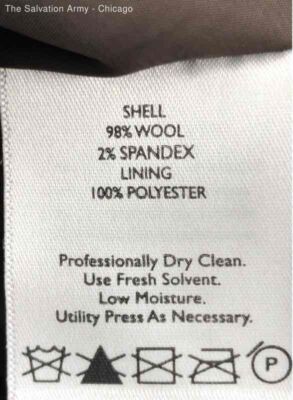 The Salvation Army - Chicago
SHELL
98% WOOL
2% SPANDEX
LINING
100% POLYESTER
Professionally Dry Clean.
Use Fresh Solvent.
Low Moisture.
Utility Press As Necessary.
P